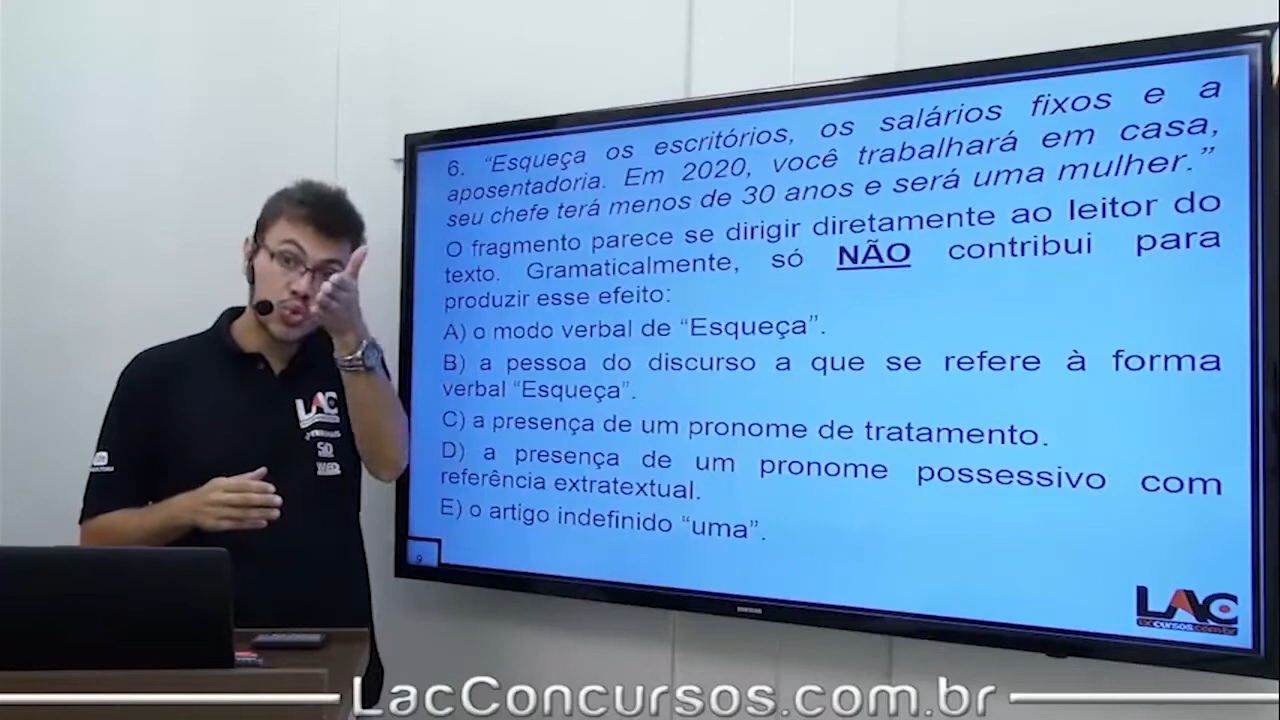 6. “Esqueça os escritórios, os salários fixos e a
aposentadoria. Em 2020, você trabalhará em casa,
seu chefe terá menos de 30 anos e será uma mulher.”
O fragmento parece se dirigir diretamente ao leitor do
texto. Gramaticalmente, só NÃO contribui para
produzir esse efeito:
A) o modo verbal de “Esqueça”.
B) a pessoa do discurso a que se refere à forma
verbal “Esqueça”.
C) a presença de um pronome de tratamento.
D) a presença de um pronome possessivo com
referência extratextual.
E) o artigo indefinido “uma”.
9
LAC
laccursos.com.br
SAMSUNG
LAC
LacConcursos.com.br